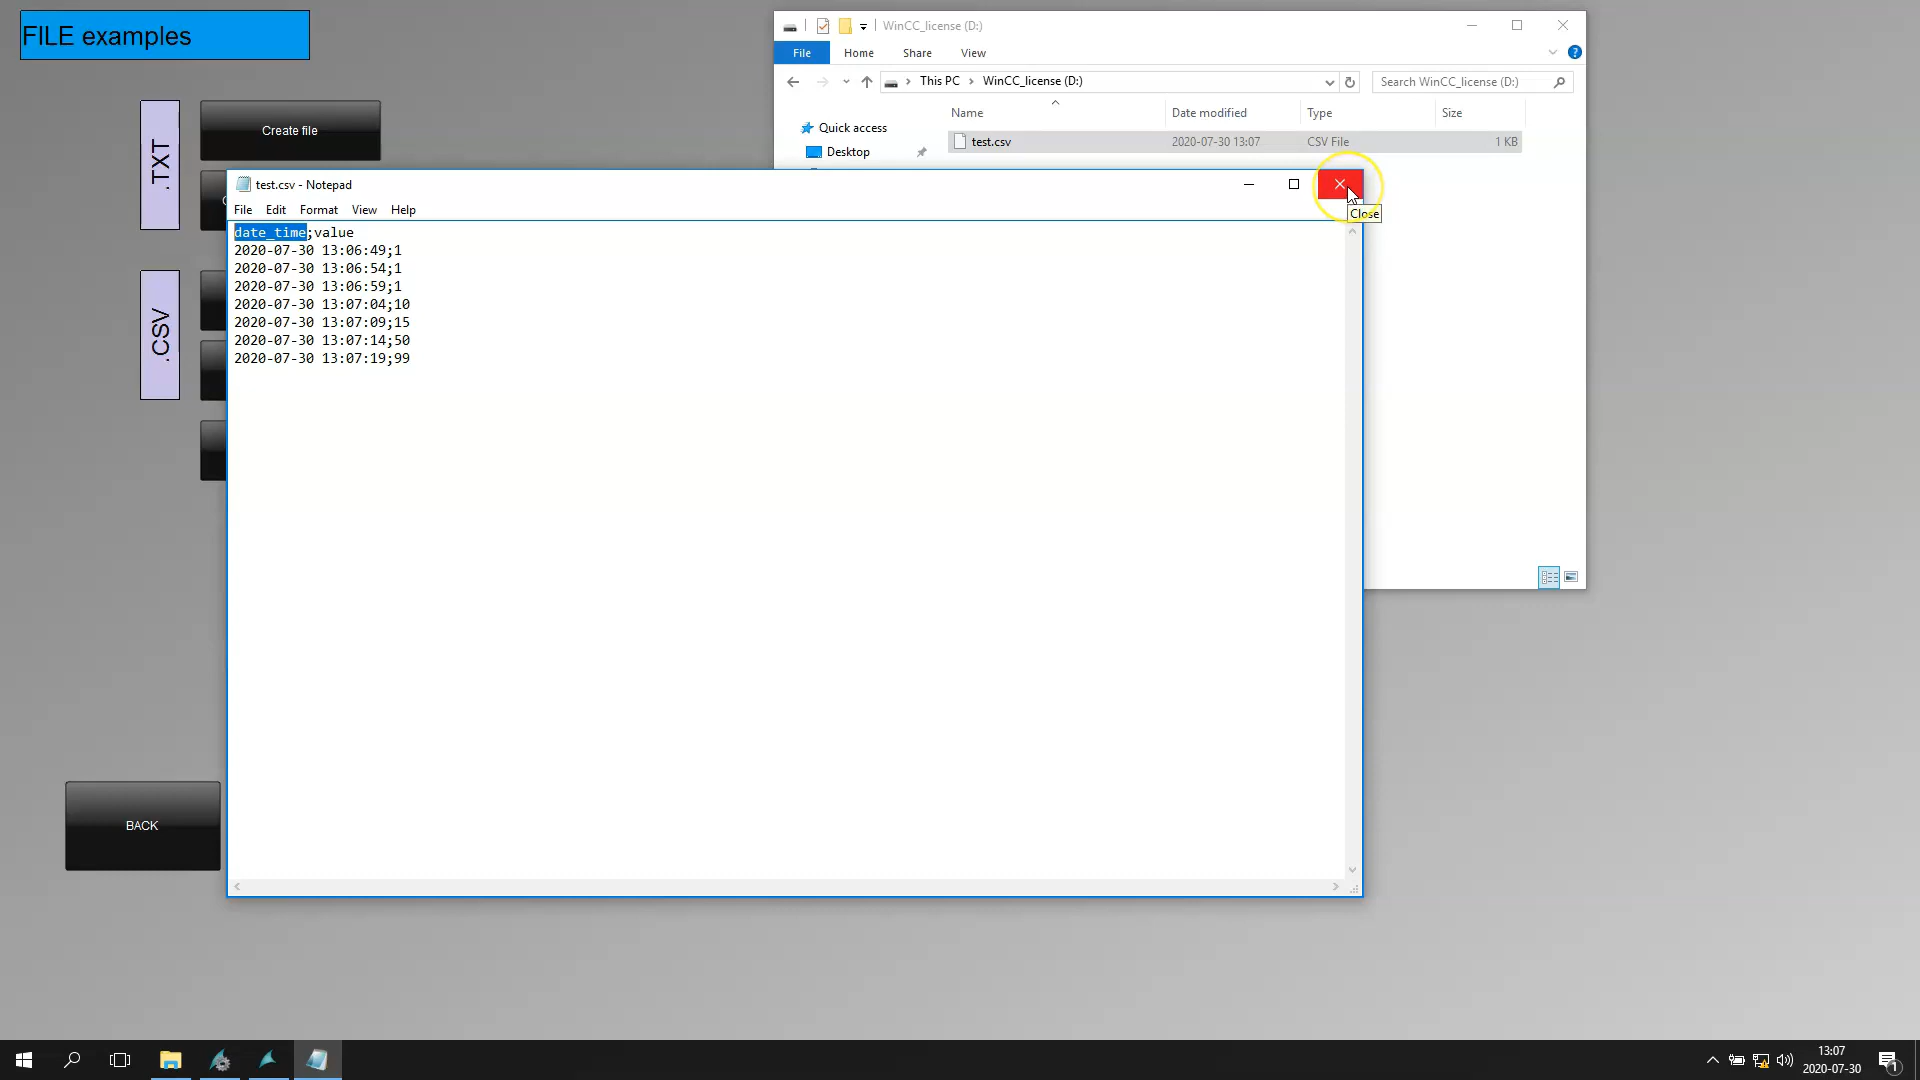 FILE examples
.TXT
Create file
.CSV
BACK
WinCC_license (D:)
File Home Share View
This PC > WinCC_license (D:)
Search WinCC_license (D:)
Name Date modified Type Size
Quick access
test.csv 2020-07-30 13:07 CSV File 1 KB
Desktop
test.csv - Notepad
Close
File Edit Format View Help
date_time;value
2020-07-30 13:06:49;1
2020-07-30 13:06:54;1
2020-07-30 13:06:59;1
2020-07-30 13:07:04;10
2020-07-30 13:07:09;15
2020-07-30 13:07:14;50
2020-07-30 13:07:19;99
13:07
2020-07-30
1